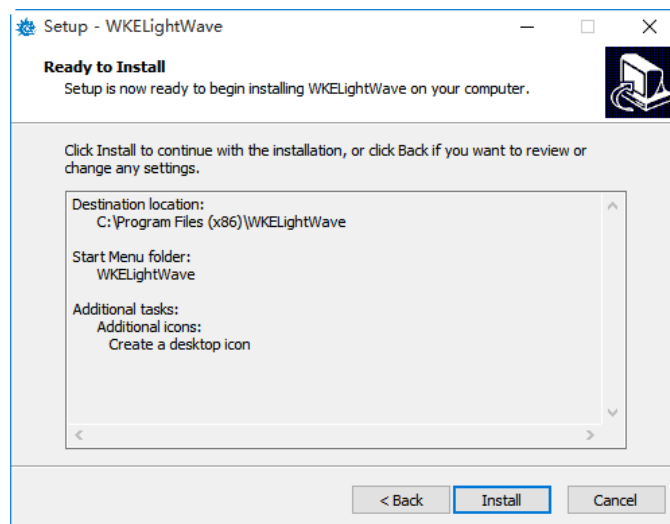 Setup - WKELightWave
Ready to Install
Setup is now ready to begin installing WKELightWave on your computer.
Click Install to continue with the installation, or click Back if you want to review or
change any settings.
Destination location:
C:\Program Files (x86)\WKELightWave
Start Menu folder:
WKELightWave
Additional tasks:
Additional icons:
Create a desktop icon
< Back
Install
Cancel